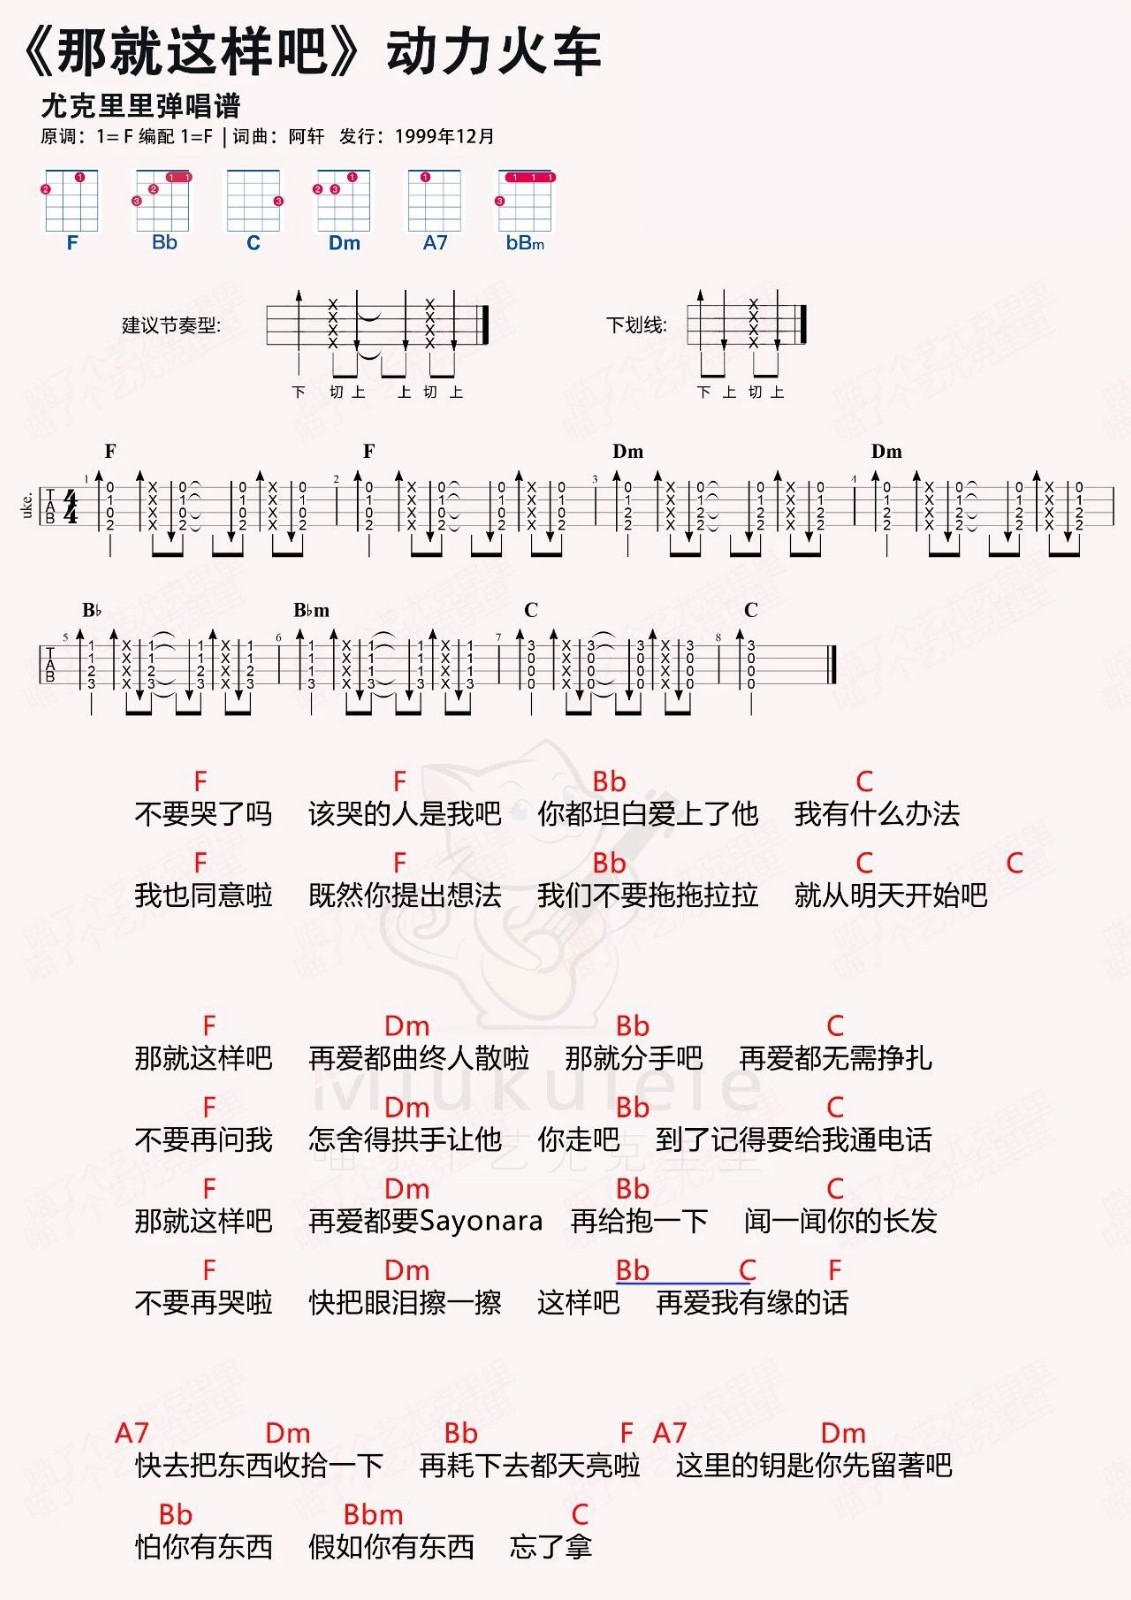 《那就这样吧》动力火车
尤克里里弹唱谱
原调：1= F 编配 1=F | 词曲：阿轩 发行：1999年12月
F Bb C Dm A7 bBm
建议节奏型: 下划线:
下 切 上 上 切 上 下 上 切 上
F F Dm Dm
B♭ B♭m C C
F F Bb C
不要哭了吗 该哭的人是我吧 你都坦白爱上了他 我有什么办法
F F Bb C C
我也同意啦 既然你提出想法 我们不要拖拖拉拉 就从明天开始吧
F Dm Bb C
那就这样吧 再爱都曲终人散啦 那就分手吧 再爱都无需挣扎
Miukulele
F Dm Bb C
不要再问我 怎舍得拱手让他 你走吧 到了记得要给我通电话
喵了个艺尤克里里
F Dm Bb C
那就这样吧 再爱都要Sayonara 再给抱一下 闻一闻你的长发
F Dm Bb C F
不要再哭啦 快把眼泪擦一擦 这样吧 再爱我有缘的话
A7 Dm Bb F A7 Dm
快去把东西收拾一下 再耗下去都天亮啦 这里的钥匙你先留著吧
Bb Bbm C
怕你有东西 假如你有东西 忘了拿